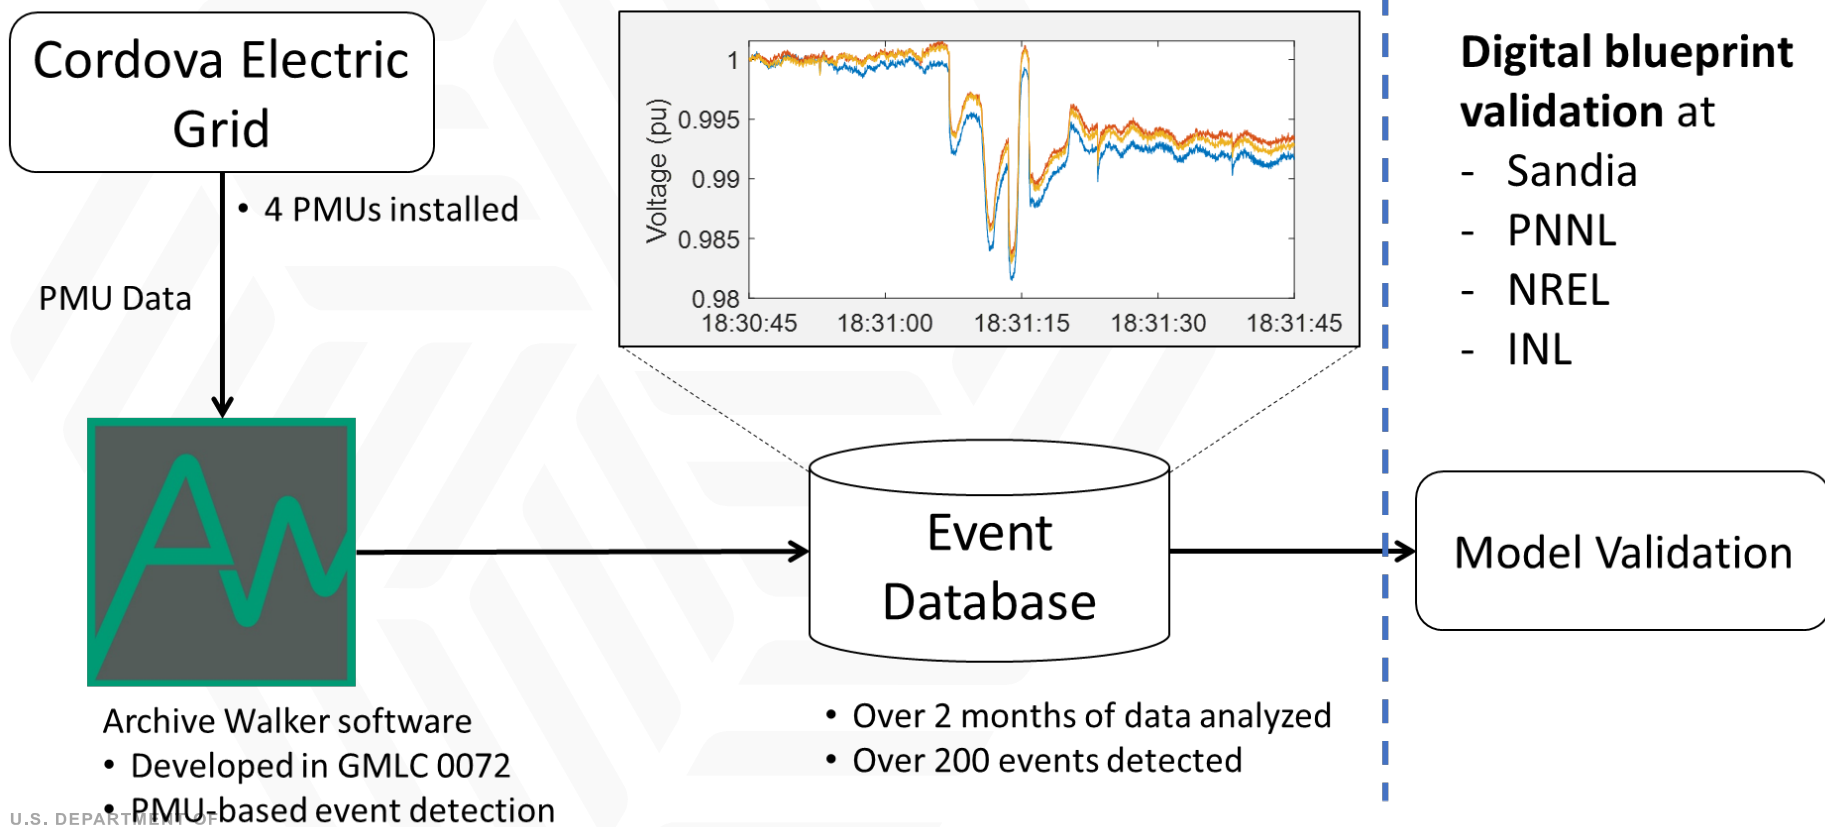 Cordova Electric
Grid
• 4 PMUs installed
PMU Data
Archive Walker software
• Developed in GMLC 0072
• PMU-based event detection
U.S. DEPARTMENT OF
Voltage (pu)
1
0.995
0.99
0.985
0.98
18:30:45 18:31:00 18:31:15 18:31:30 18:31:45
Event
Database
• Over 2 months of data analyzed
• Over 200 events detected
Digital blueprint
validation at
- Sandia
- PNNL
- NREL
- INL
Model Validation